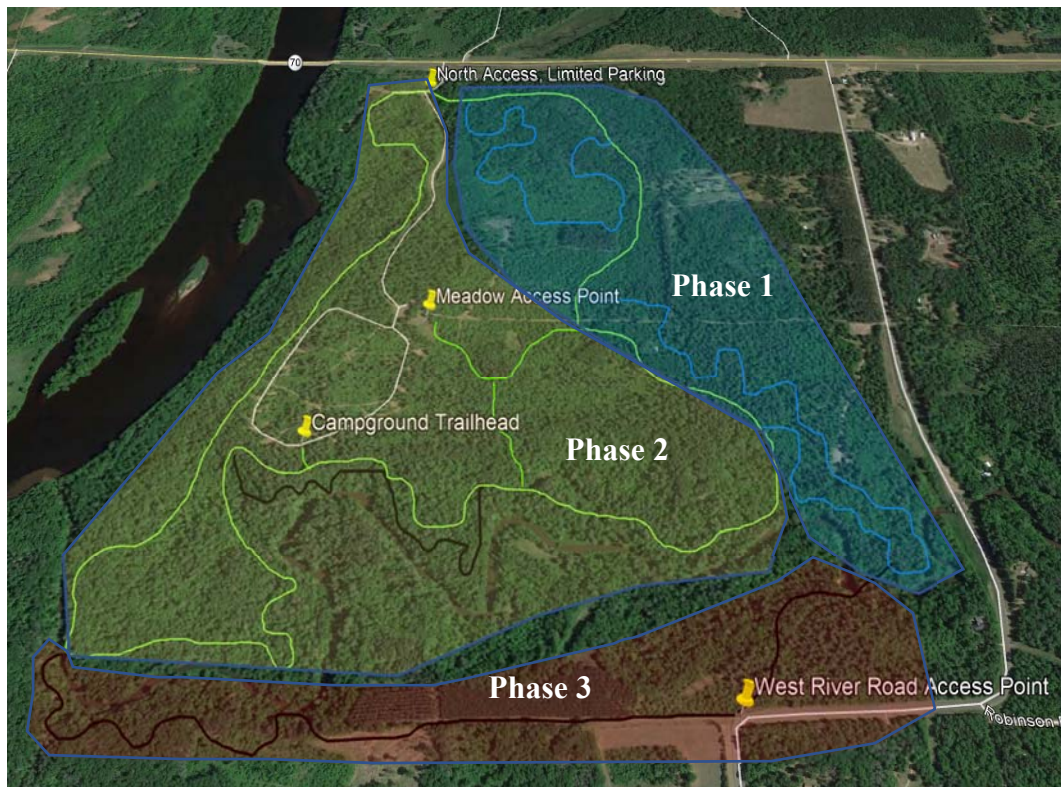 70
North Access, Limited Parking
Phase 1
Meadow Access Point
Campground Trailhead
Phase 2
Phase 3
West River Road Access Point
Robinson